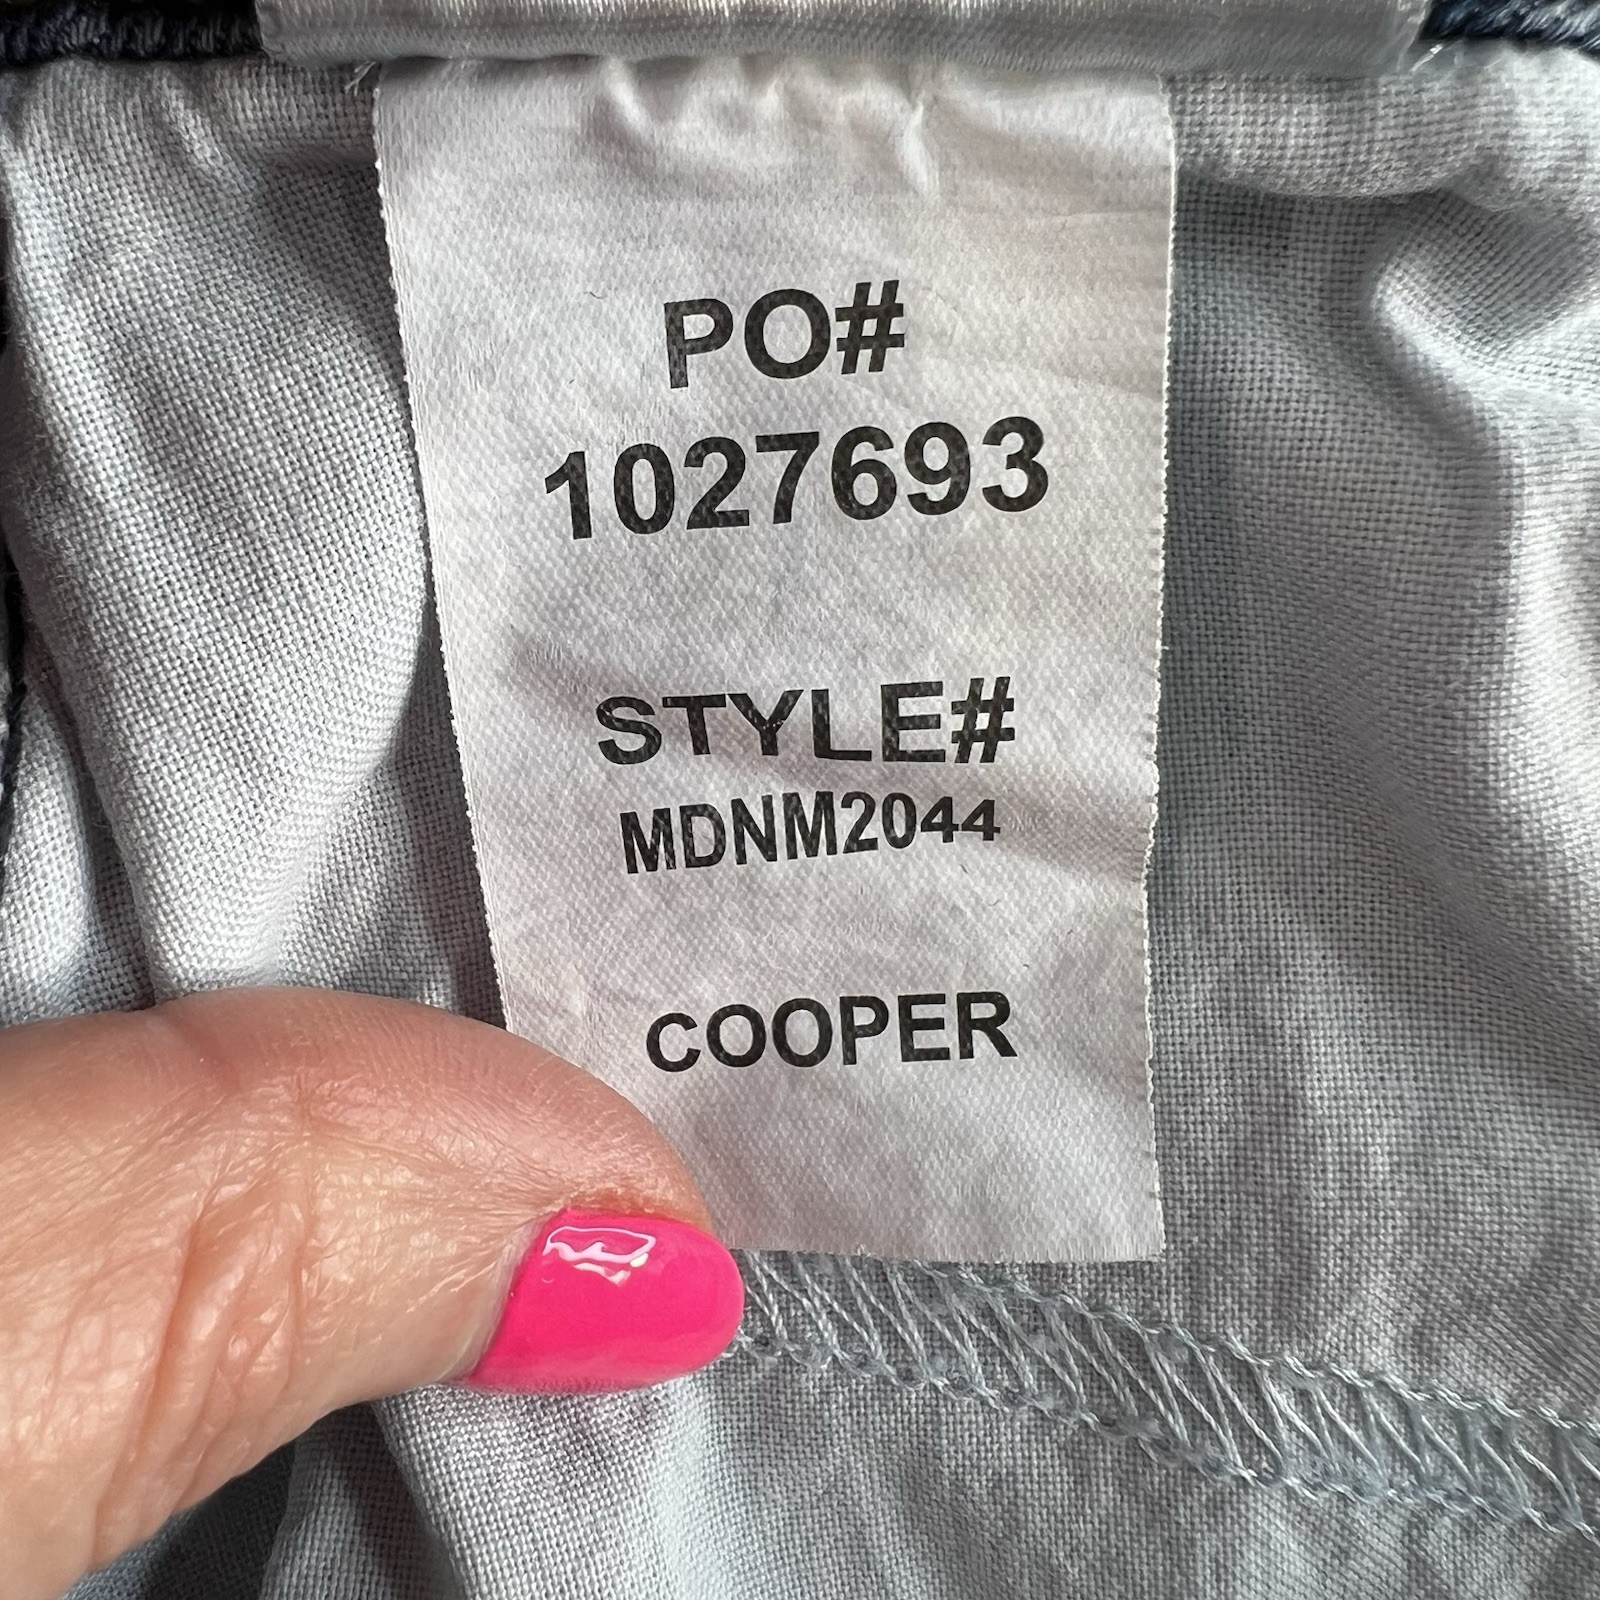 PO#
1027693
STYLE#
MDNM2044
COOPER